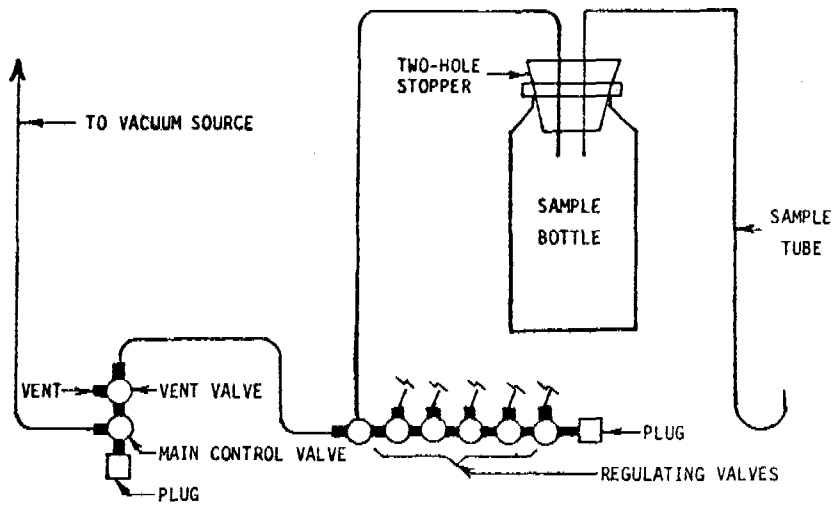 TWO-HOLE
STOPPER
TO VACUUM SOURCE
SAMPLE
BOTTLE
SAMPLE
TUBE
VENT
VENT VALVE
PLUG
MAIN CONTROL VALVE
REGULATING VALVES
PLUG